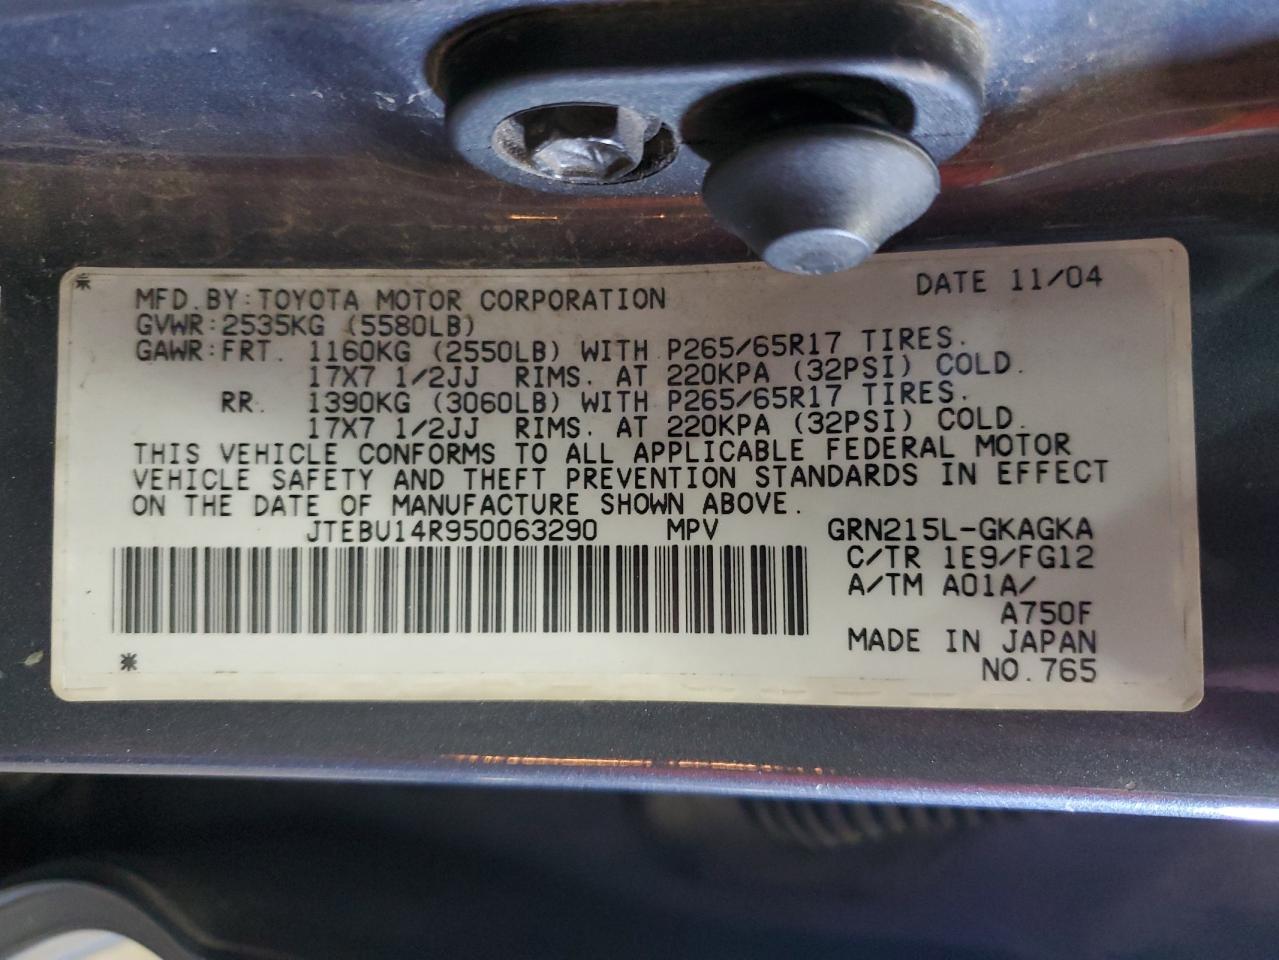 DATE 11/04
MFD.BY:TOYOTA MOTOR CORPORATION
GVWR:2535KG (5580LB)
GAWR:FRT. 1160KG (2550LB) WITH P265/65R17 TIRES.
17X7 1/2JJ RIMS. AT 220KPA (32PSI) COLD.
RR. 1390KG (3060LB) WITH P265/65R17 TIRES.
17X7 1/2JJ RIMS. AT 220KPA (32PSI) COLD.
THIS VEHICLE CONFORMS TO ALL APPLICABLE FEDERAL MOTOR
VEHICLE SAFETY AND THEFT PREVENTION STANDARDS IN EFFECT
ON THE DATE OF MANUFACTURE SHOWN ABOVE.
JTEBU14R950063290 MPV GRN215L-GKAGKA
C/TR 1E9/FG12
A/TM A01A/
A750F
MADE IN JAPAN
NO.765